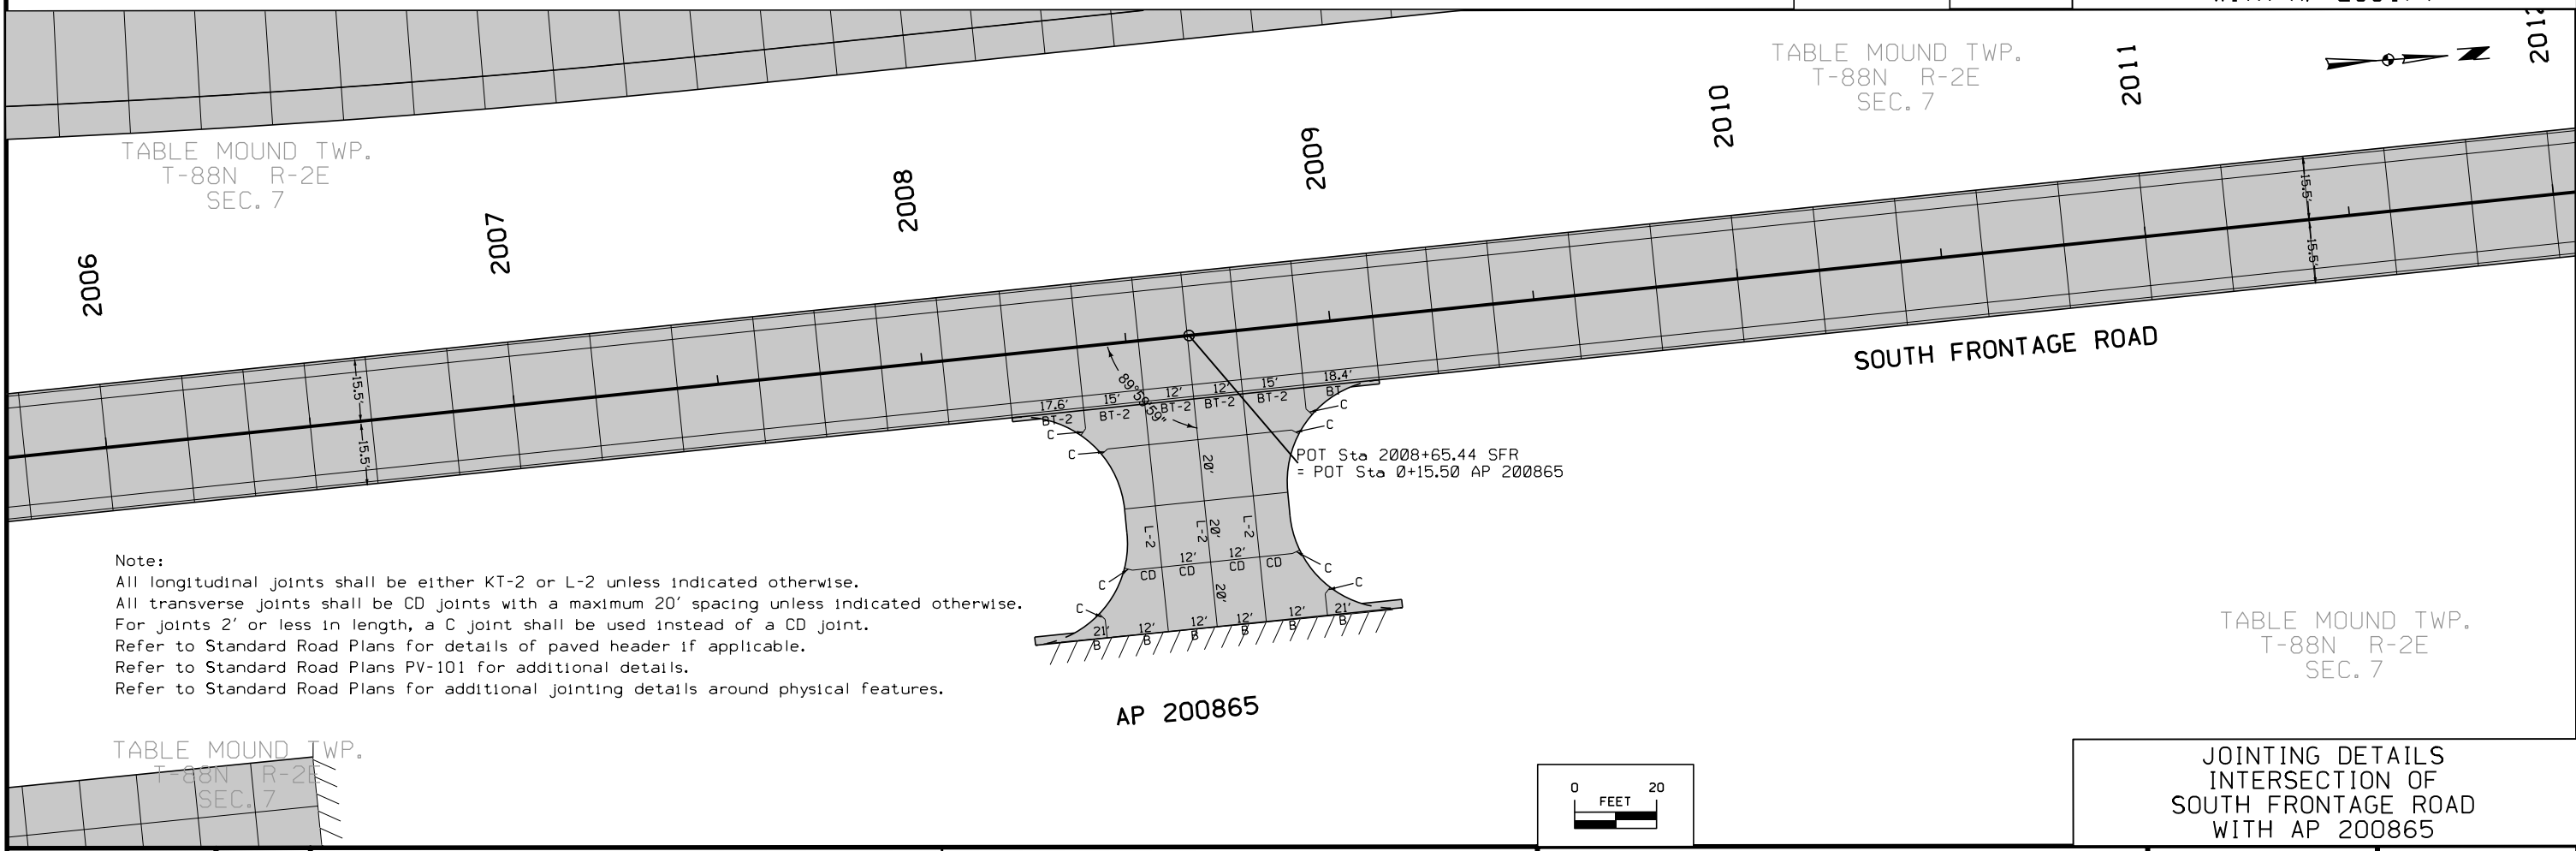 TABLE MOUND TWP.
T-88N R-2E
SEC. 7
TABLE MOUND TWP.
T-88N R-2E
SEC. 7
2006
2007
2008
2009
2010
2011
15.5'
15.5'
15.5'
15.5'
SOUTH FRONTAGE ROAD
89°59'59"
17.6'
15'
12'
12'
15'
18.4'
BT-2
BT-2
BT-2
BT-2
BT-2
BT
C
C
C
C
POT Sta 2008+65.44 SFR
= POT Sta 0+15.50 AP 200865
20'
L-2
L-2
20'
L-2
12'
12'
CD
CD
CD
CD
C
C
C
C
20'
21'
12'
12'
12'
12'
21'
B
B
B
B
B
B
AP 200865
Note:
All longitudinal joints shall be either KT-2 or L-2 unless indicated otherwise.
All transverse joints shall be CD joints with a maximum 20' spacing unless indicated otherwise.
For joints 2' or less in length, a C joint shall be used instead of a CD joint.
Refer to Standard Road Plans for details of paved header if applicable.
Refer to Standard Road Plans PV-101 for additional details.
Refer to Standard Road Plans for additional jointing details around physical features.
TABLE MOUND TWP.
T-88N R-2E
SEC. 7
TABLE MOUND TWP.
T-88N R-2E
SEC. 7
0 20
FEET
JOINTING DETAILS
INTERSECTION OF
SOUTH FRONTAGE ROAD
WITH AP 200865